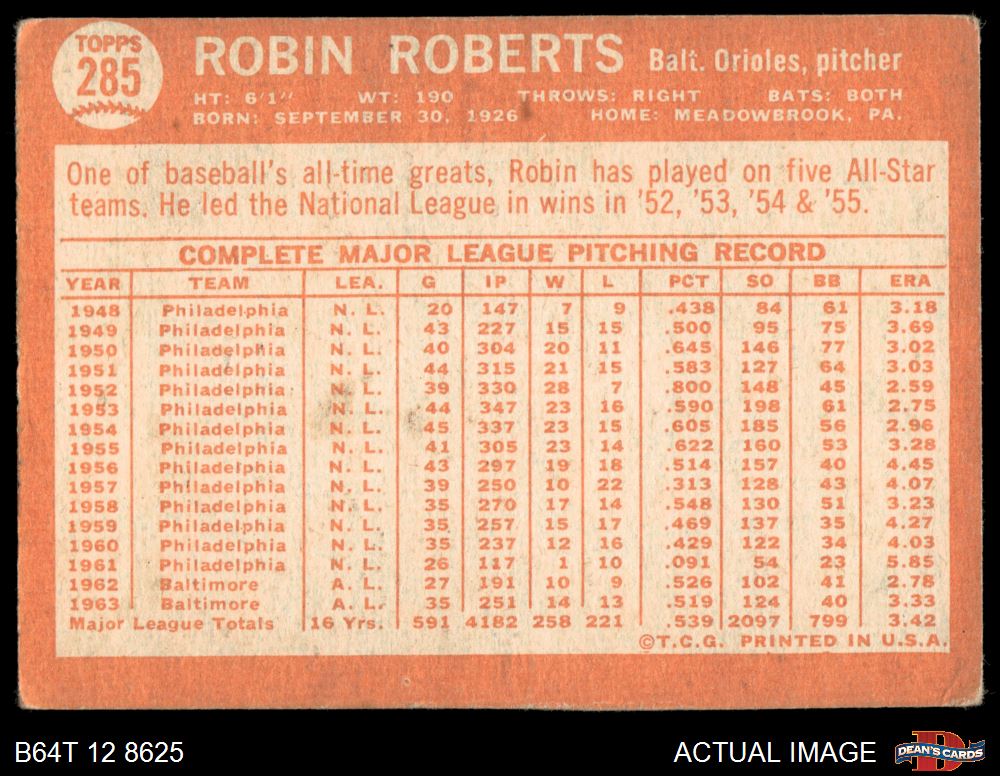 TOPPS
285
ROBIN ROBERTS Balt. Orioles, pitcher
HT: 6'1" WT: 190 THROWS: RIGHT BATS: BOTH
BORN: SEPTEMBER 30, 1926 HOME: MEADOWBROOK, PA.
One of baseball's all-time greats, Robin has played on five All-Star
teams. He led the National League in wins in '52, '53, '54 & '55.
COMPLETE MAJOR LEAGUE PITCHING RECORD
YEAR TEAM LEA. G IP W L PCT SO BB ERA
1948 Philadelphia N. L. 20 147 7 9 .438 84 61 3.18
1949 Philadelphia N. L. 43 227 15 15 .500 95 75 3.69
1950 Philadelphia N. L. 40 304 20 11 .645 146 77 3.02
1951 Philadelphia N. L. 44 315 21 15 .583 127 64 3.03
1952 Philadelphia N. L. 39 330 28 7 .800 148 45 2.59
1953 Philadelphia N. L. 44 347 23 16 .590 198 61 2.75
1954 Philadelphia N. L. 45 337 23 15 .605 185 56 2.96
1955 Philadelphia N. L. 41 305 23 14 .622 160 53 3.28
1956 Philadelphia N. L. 43 297 19 18 .514 157 40 4.45
1957 Philadelphia N. L. 39 250 10 22 .313 128 43 4.07
1958 Philadelphia N. L. 35 270 17 14 .548 130 51 3.23
1959 Philadelphia N. L. 35 257 15 17 .469 137 35 4.27
1960 Philadelphia N. L. 35 237 12 16 .429 122 34 4.03
1961 Philadelphia N. L. 26 117 1 10 .091 54 23 5.85
1962 Baltimore A. L. 27 191 10 9 .526 102 41 2.78
1963 Baltimore A. L. 35 251 14 13 .519 124 40 3.33
Major League Totals 16 Yrs. 591 4182 258 221 .539 2097 799 3.42
©T.C.G. PRINTED IN U.S.A.
B64T 12 8625 ACTUAL IMAGE DEAN'S CARDS